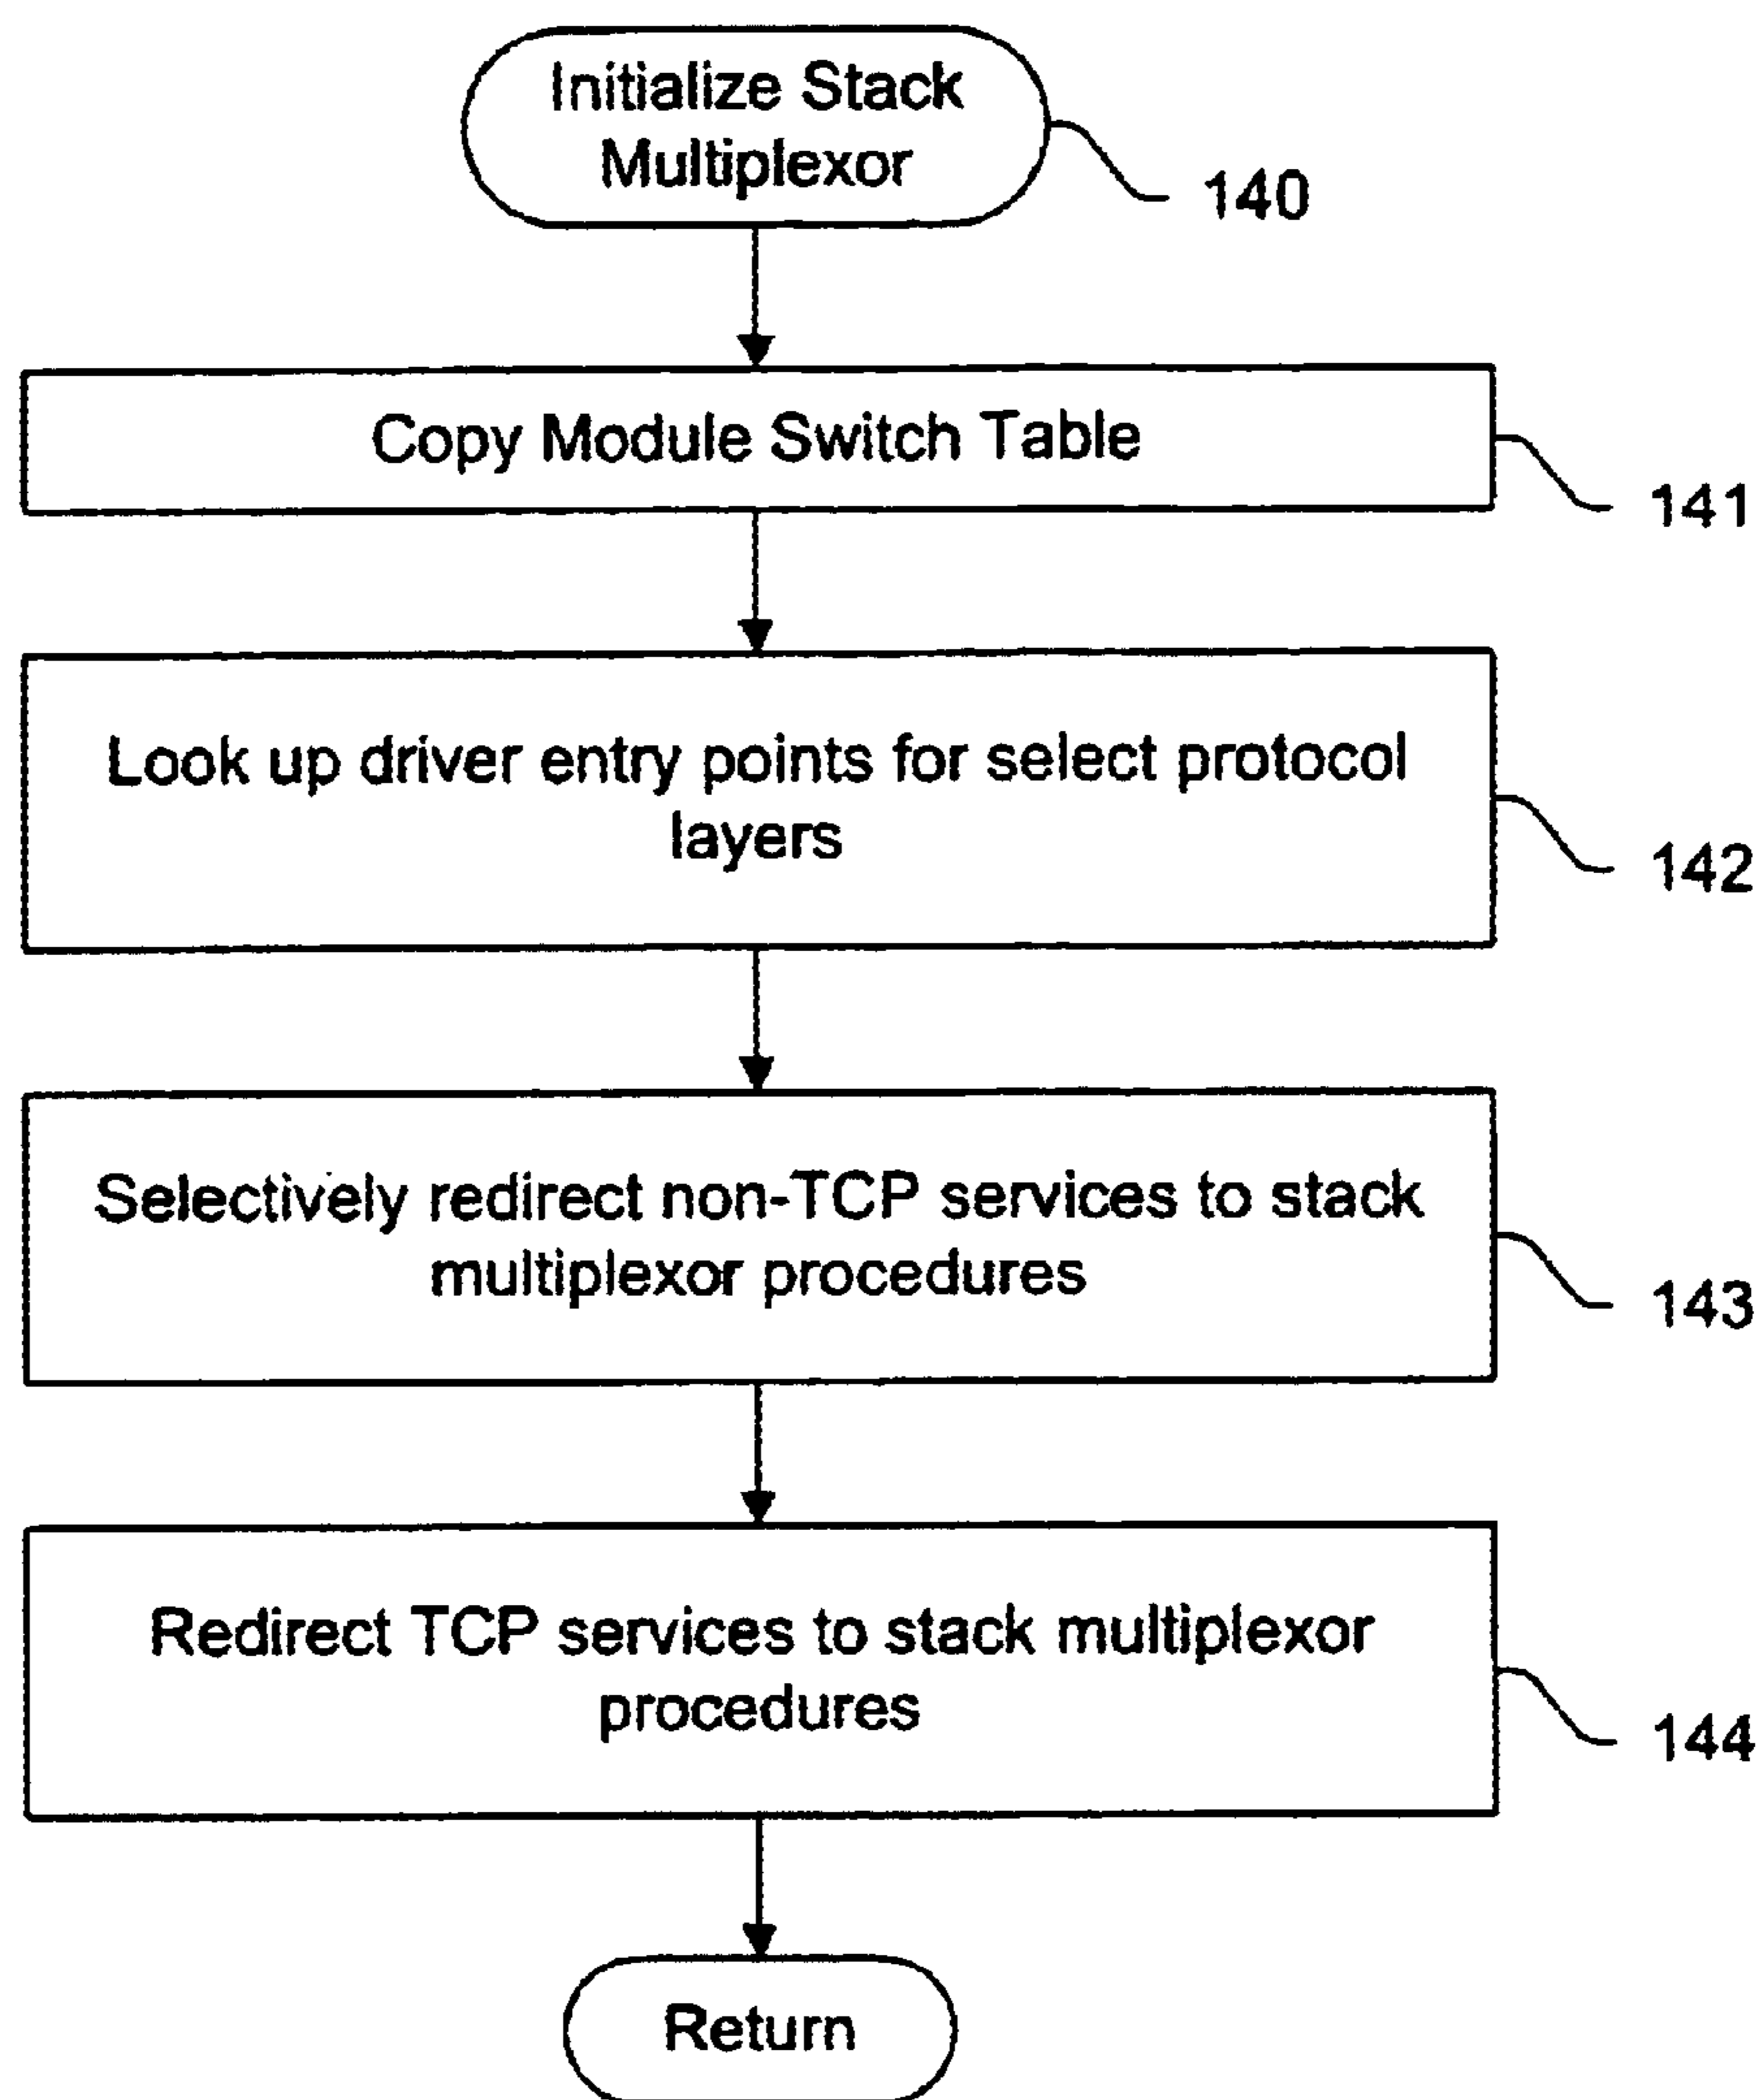 Initialize Stack
Multiplexor
140
Copy Module Switch Table
141
Look up driver entry points for select protocol
layers
142
Selectively redirect non-TCP services to stack
multiplexor procedures
143
Redirect TCP services to stack multiplexor
procedures
144
Return